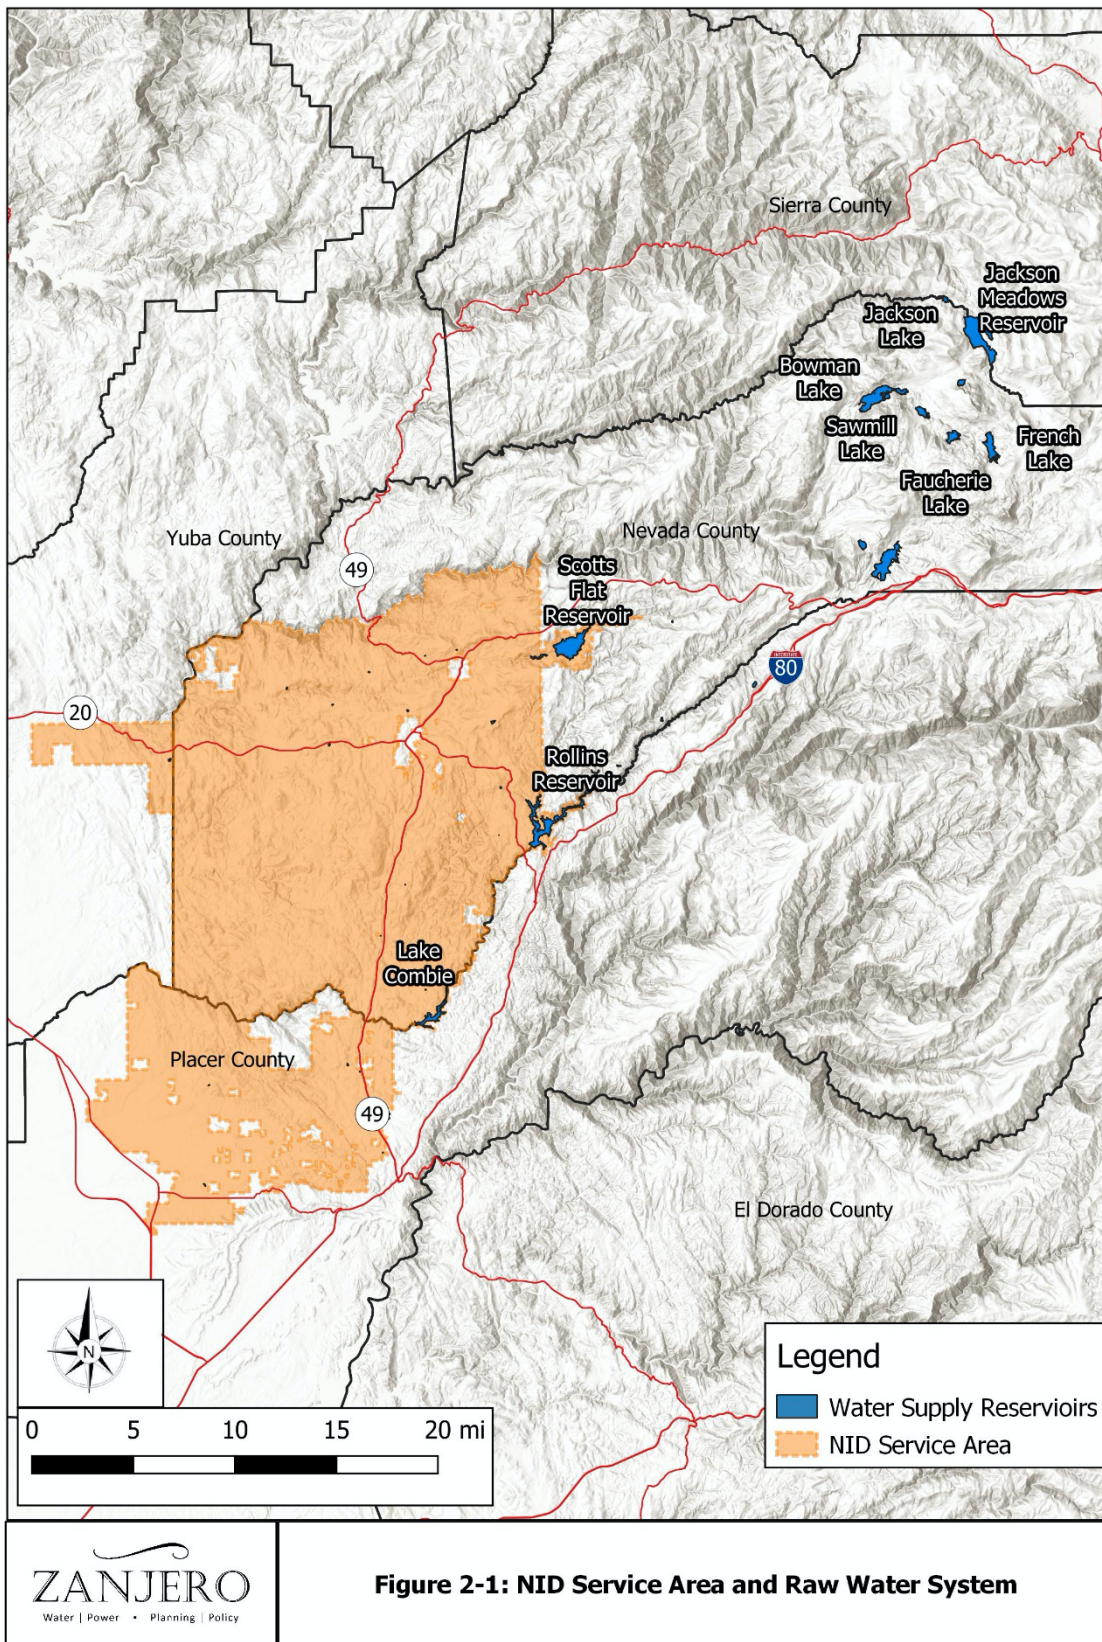 Sierra County
Jackson
Meadows
Reservoir
Jackson
Lake
Bowman
Lake
Sawmill
Lake
French
Lake
Faucherie
Lake
Yuba County
Nevada County
49
Scotts
Flat
Reservoir
INTERSTATE
80
20
Rollins
Reservoir
Lake
Combie
Placer County
49
El Dorado County
N
Legend
Water Supply Reservioirs
NID Service Area
0 5 10 15 20 mi
ZANJERO
Water | Power • Planning | Policy
Figure 2-1: NID Service Area and Raw Water System